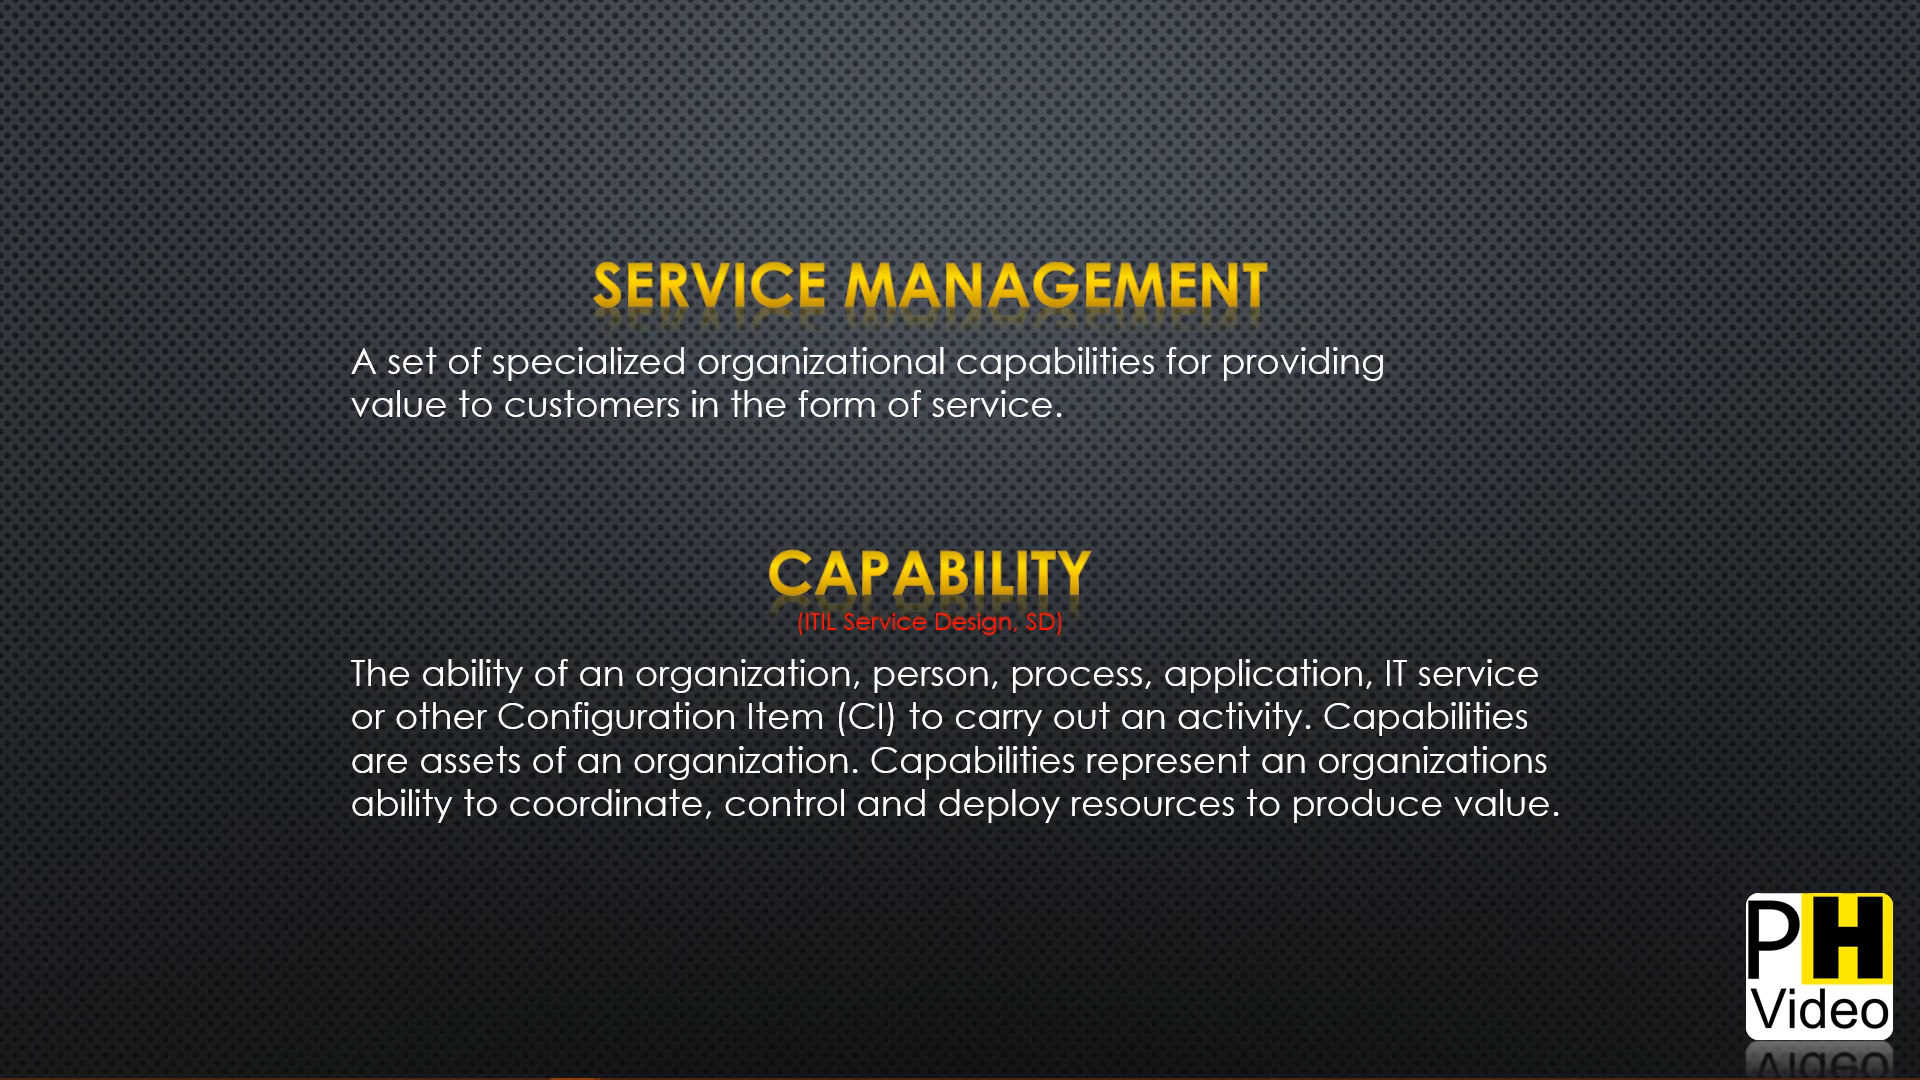 SERVICE MANAGEMENT
A set of specialized organizational capabilities for providing
value to customers in the form of service.
CAPABILITY
(ITIL Service Design, SD)
The ability of an organization, person, process, application, IT service
or other Configuration Item (CI) to carry out an activity. Capabilities
are assets of an organization. Capabilities represent an organizations
ability to coordinate, control and deploy resources to produce value.
PH
Video